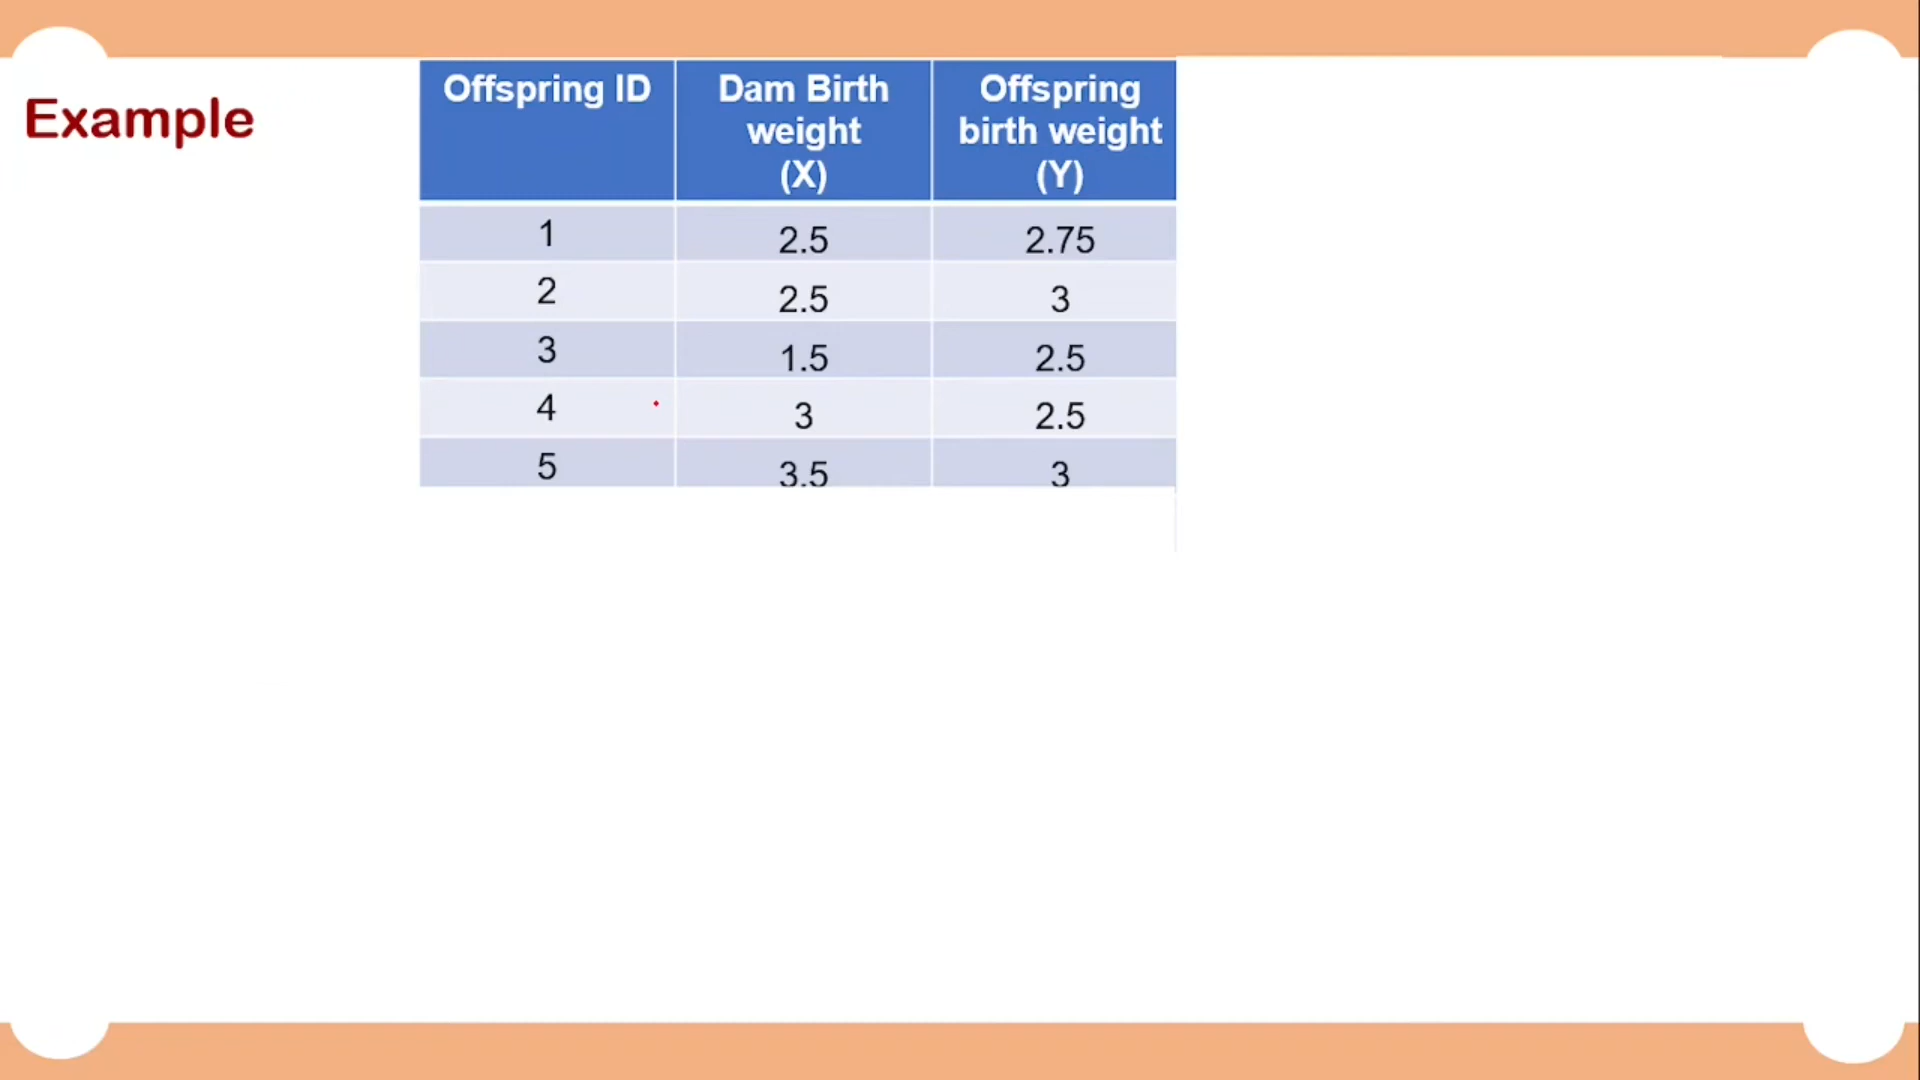 Example
Offspring ID
Dam Birth
weight
(X)
Offspring
birth weight
(Y)
1 2.5 2.75
2 2.5 3
3 1.5 2.5
4 3 2.5
5 3.5 3